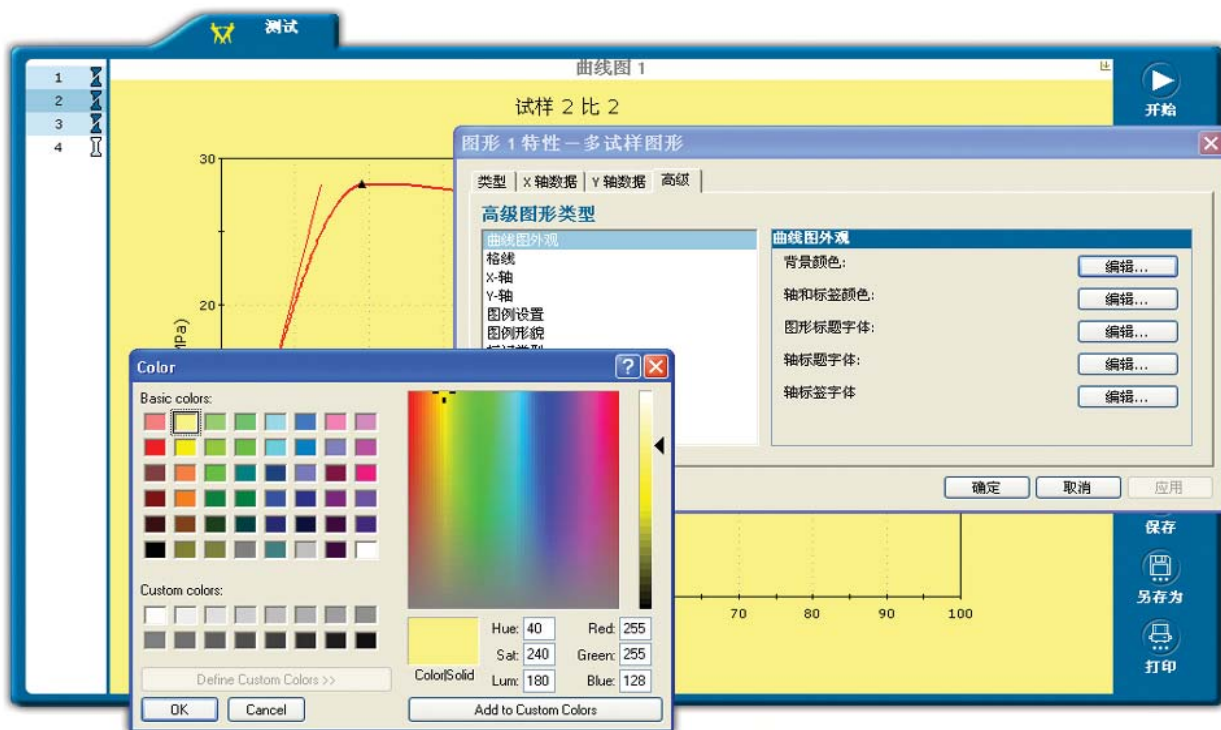 测试
曲线图 1
1
2
3
4
试样 2 比 2
30
20
MPa)
70
80
90
100
开始
保存
另存为
打印
图形 1 特性－多试样图形
类型
X 轴数据
Y 轴数据
高级
高级图形类型
曲线图外观
格线
X-轴
Y-轴
图例设置
图例形貌
曲线图外观
背景颜色: 编辑...
轴和标签颜色: 编辑...
图形标题字体: 编辑...
轴标题字体: 编辑...
轴标签字体 编辑...
确定
取消
应用
Color
Basic colors:
Custom colors:
Define Custom Colors >>
OK
Cancel
Color|Solid
Hue: 40
Sat: 240
Lum: 180
Red: 255
Green: 255
Blue: 128
Add to Custom Colors